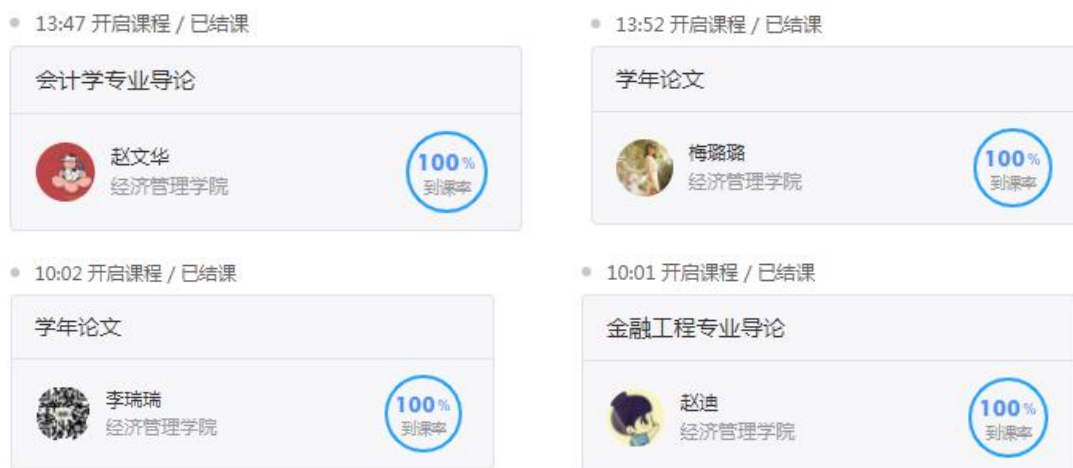 13:47 开启课程 / 已结课
会计学专业导论
赵文华
经济管理学院
100%
到课率
13:52 开启课程 / 已结课
学年论文
梅璐璐
经济管理学院
100%
到课率
10:02 开启课程 / 已结课
学年论文
李瑞瑞
经济管理学院
100%
到课率
10:01 开启课程 / 已结课
金融工程专业导论
赵迪
经济管理学院
100%
到课率